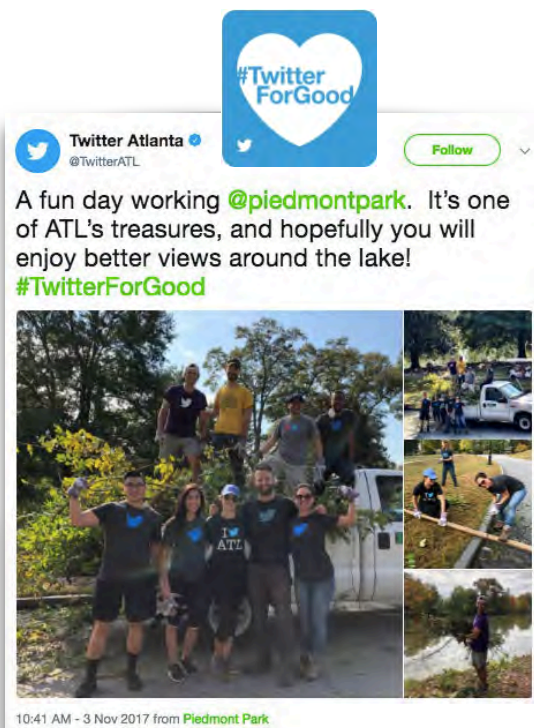 #Twitter
ForGood
Twitter Atlanta
@TwitterATL
Follow
A fun day working @piedmontpark. It's one
of ATL's treasures, and hopefully you will
enjoy better views around the lake!
#TwitterForGood
I
ATL
10:41 AM - 3 Nov 2017 from Piedmont Park